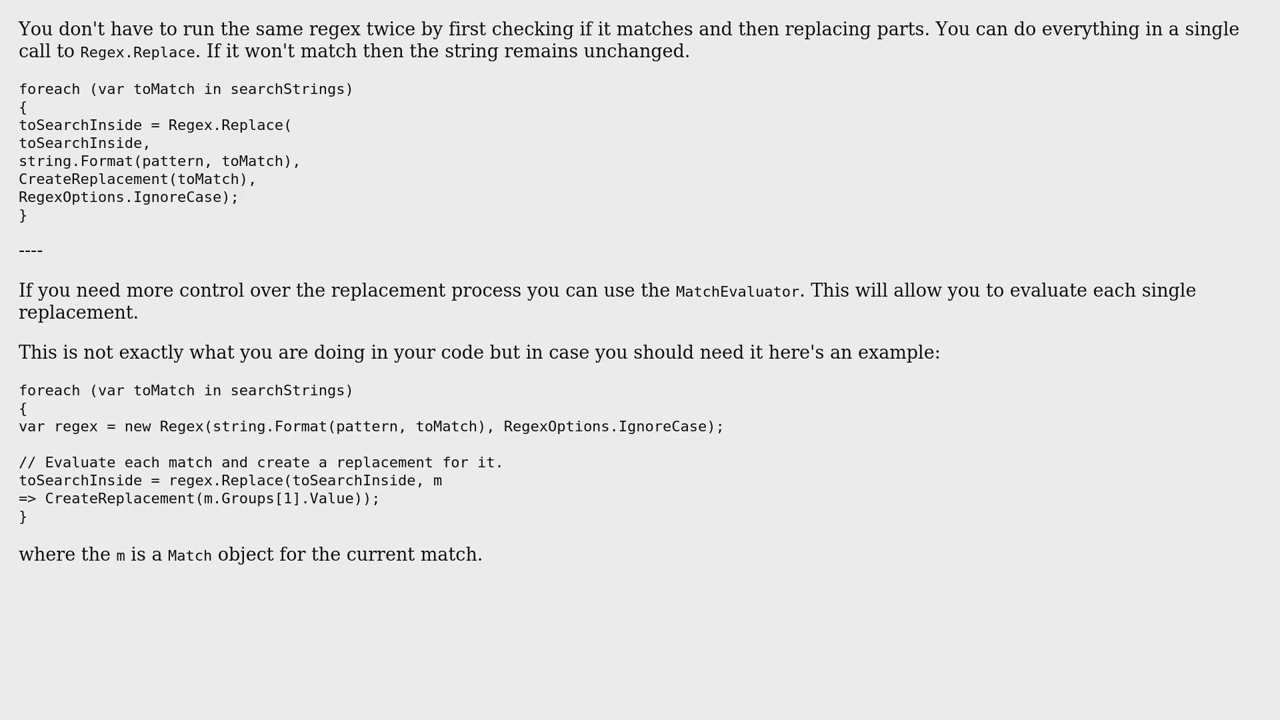 You don't have to run the same regex twice by first checking if it matches and then replacing parts. You can do everything in a single
call to Regex.Replace. If it won't match then the string remains unchanged.
foreach (var toMatch in searchStrings)
{
toSearchInside = Regex.Replace(
toSearchInside,
string.Format(pattern, toMatch),
CreateReplacement(toMatch),
RegexOptions.IgnoreCase);
}
----
If you need more control over the replacement process you can use the MatchEvaluator. This will allow you to evaluate each single
replacement.
This is not exactly what you are doing in your code but in case you should need it here's an example:
foreach (var toMatch in searchStrings)
{
var regex = new Regex(string.Format(pattern, toMatch), RegexOptions.IgnoreCase);
// Evaluate each match and create a replacement for it.
toSearchInside = regex.Replace(toSearchInside, m
=> CreateReplacement(m.Groups[1].Value));
}
where the m is a Match object for the current match.